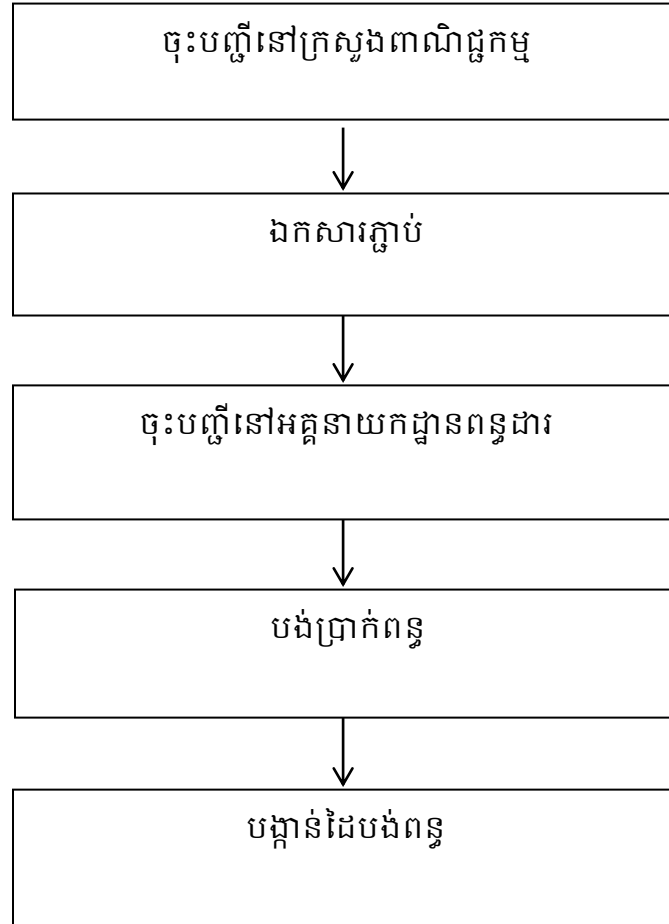 ចុះបញ្ជីនៅក្រសួងពាណិជ្ជកម្ម
ឯកសារភ្ជាប់
ចុះបញ្ជីនៅអគ្គនាយកដ្ឋានពន្ធដារ
បង់ប្រាក់ពន្ធ
បង្កាន់ដៃបង់ពន្ធ